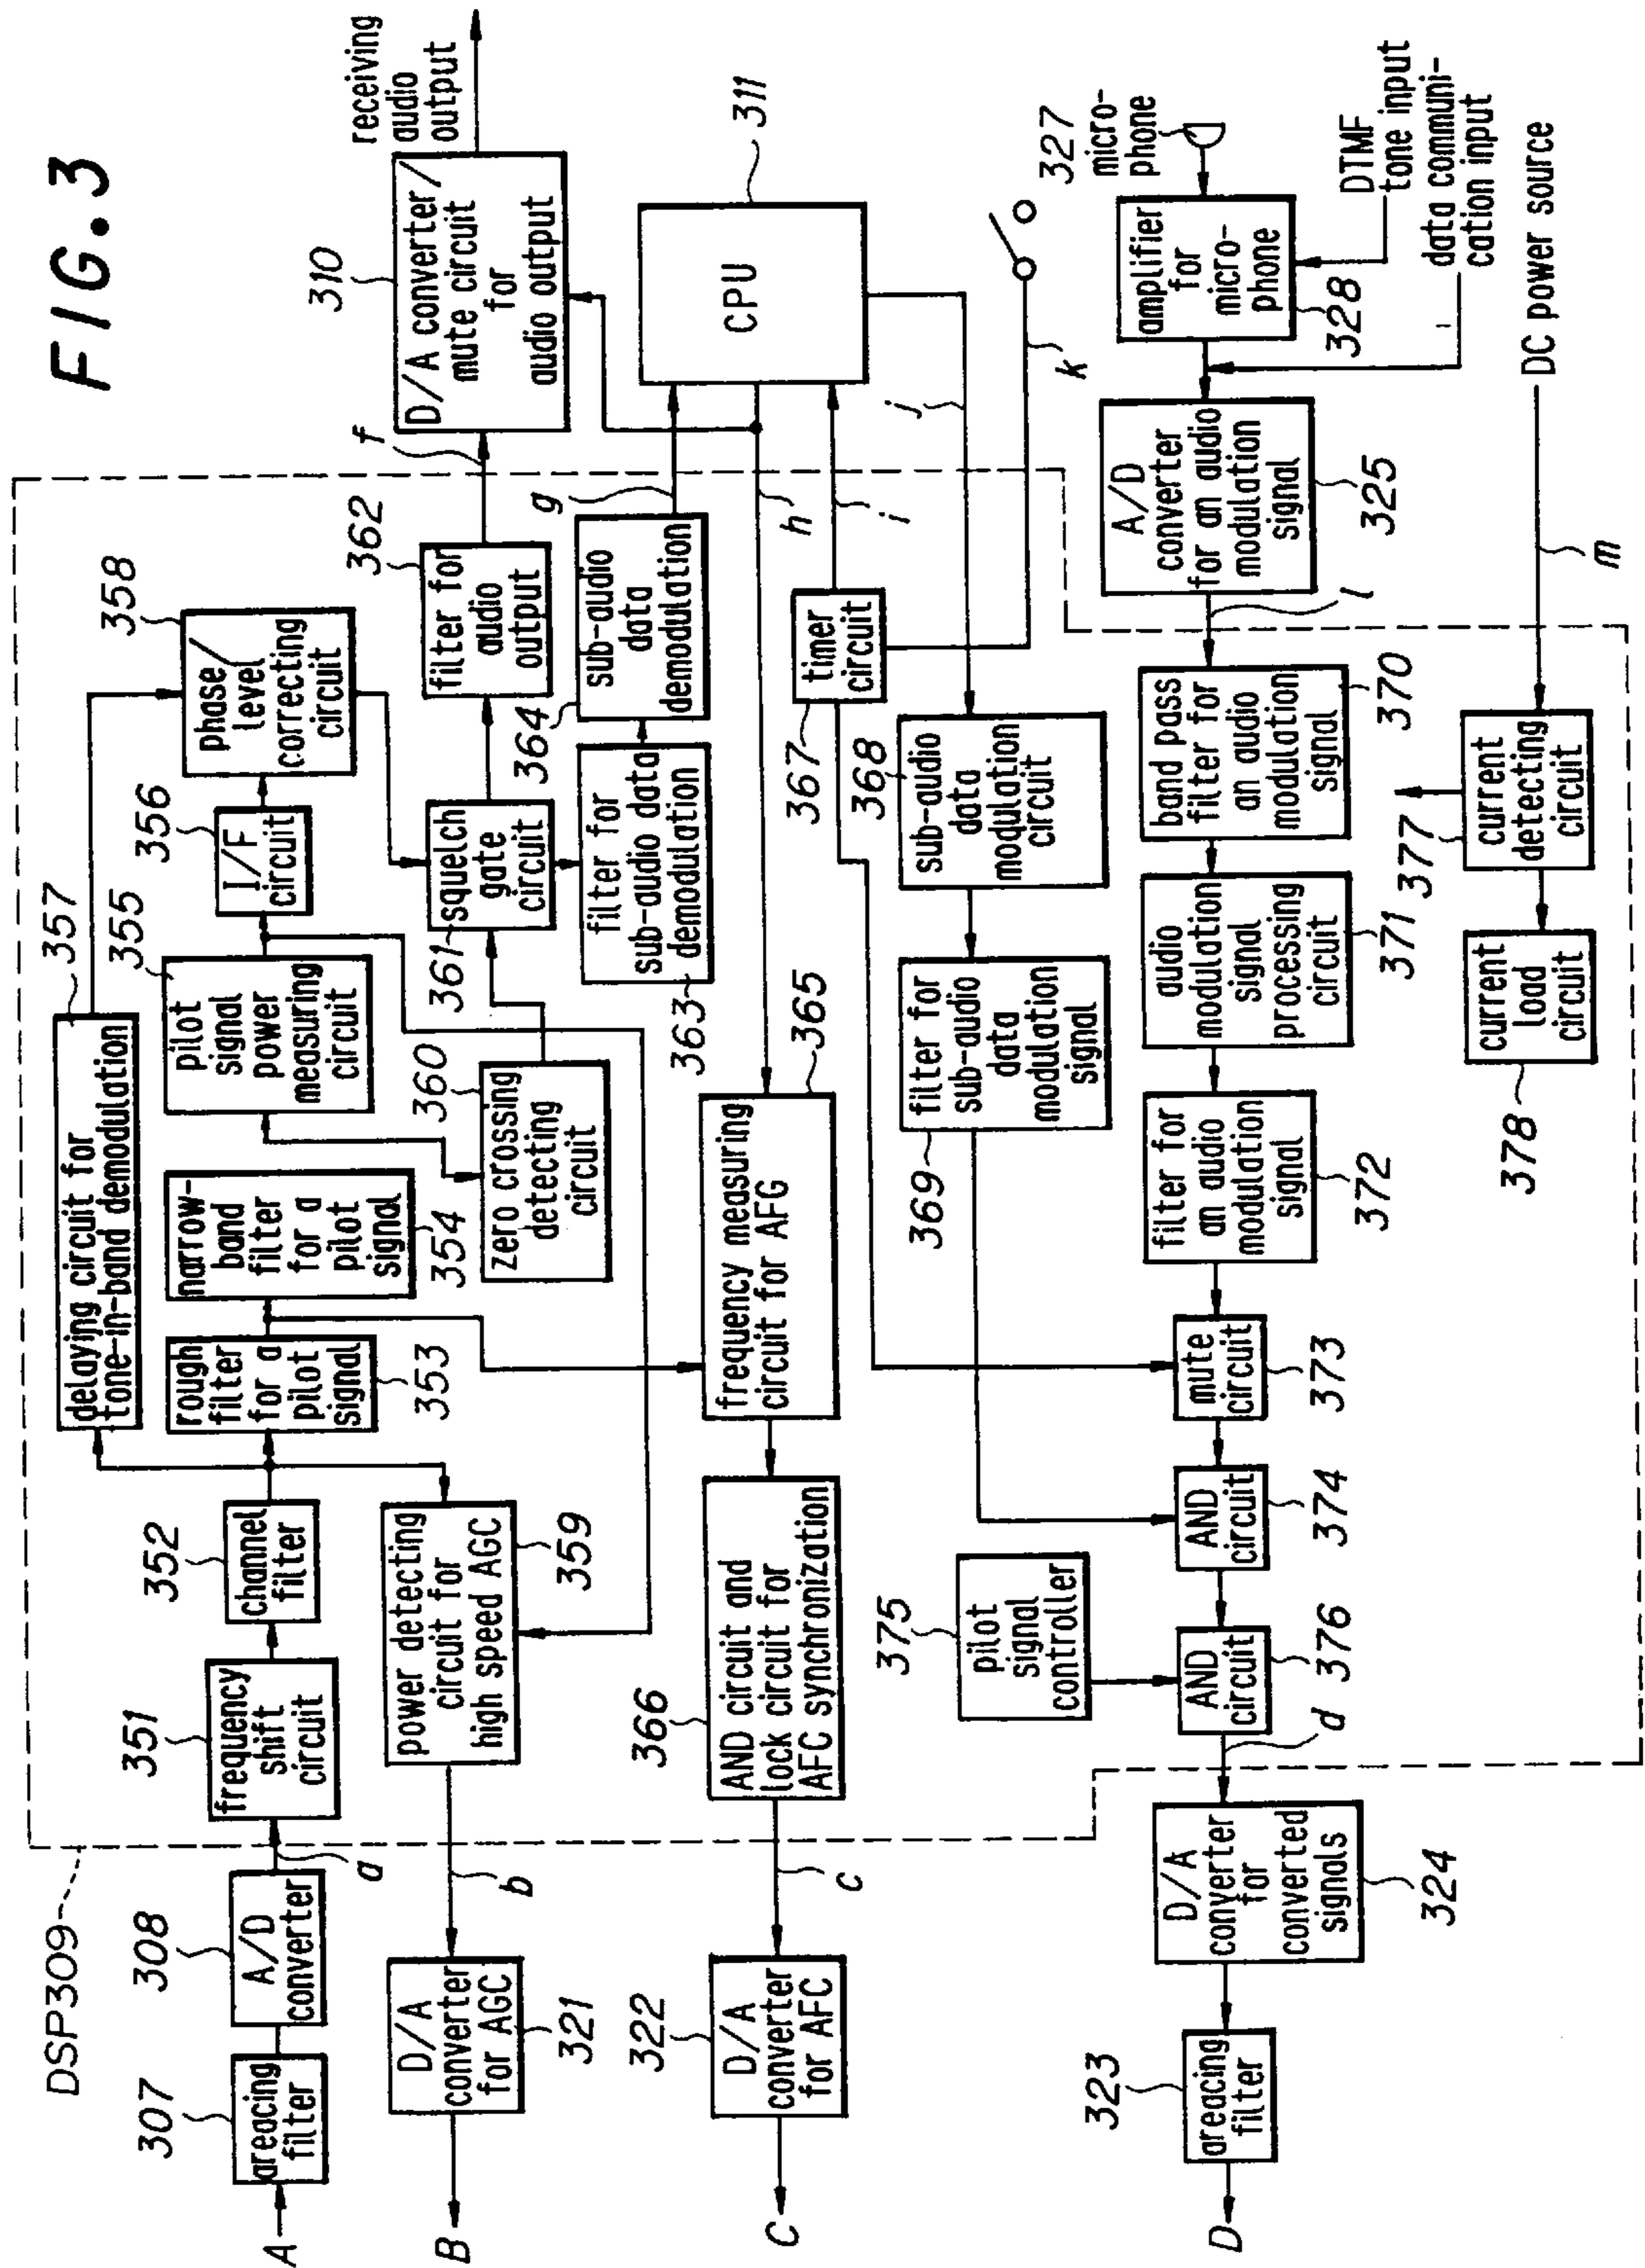 FIG.3
DSP309
A
307
areacing
filter
308
A/D
converter
a
351
frequency
shift
circuit
352
channel
filter
357
delaying circuit for
tone-in-band demodulation
rough
filter
for a
pilot
signal
353
narrow-
band
filter
for a
pilot
signal
354
355
pilot
signal
power
measuring
circuit
356
I/F
circuit
358
phase/
level
correcting
circuit
B
D/A
converter
for AGC
321
b
power detecting
circuit for
high speed AGC
359
360
zero crossing
detecting
circuit
361
squelch
gate
circuit
362
filter for
audio
output
f
310
D/A converter/
mute circuit
for
audio output
receiving
audio
output
363
filter for
sub-audio data
demodulation
364
sub-audio
data
demodulation
g
311
CPU
C
322
D/A
converter
for AFC
c
366
AND circuit and
lock circuit for
AFC synchronization
frequency measuring
circuit for AFG
365
h
367
timer
circuit
i
j
k
368
sub-audio
data
modulation
circuit
369
filter for
sub-audio
data
modulation
signal
375
pilot
signal
controller
D
323
areacing
filter
D/A
converter
for
converted
signals
324
d
AND
circuit
376
AND
circuit
374
mute
circuit
373
filter for
an audio
modulation
signal
372
audio
modulation
signal
processing
circuit
371
band pass
filter for
an audio
modulation
signal
370
l
A/D
converter
for an audio
modulation
signal
325
amplifier
for
micro-
phone
328
327
micro-
phone
DTMF
tone input
data communi-
cation input
DC power source
m
377
current
detecting
circuit
current
load
circuit
378